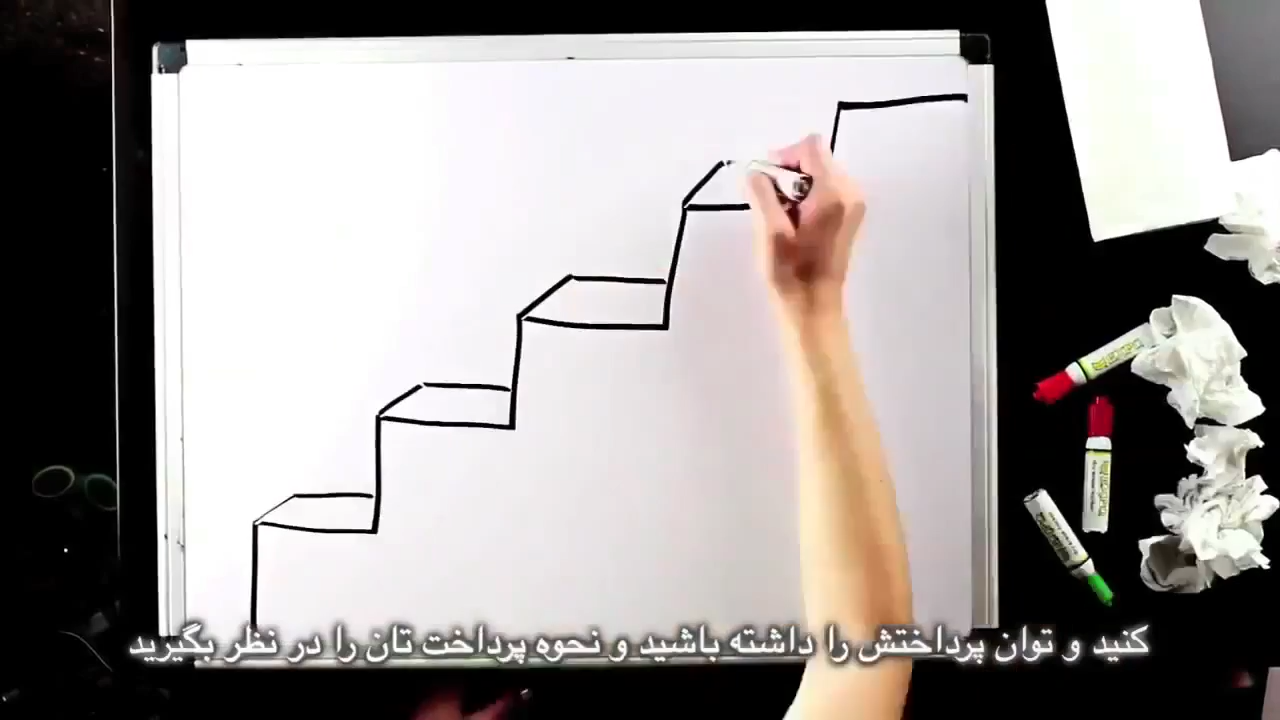 کنید و توان پرداختش را داشته باشید و نحوه پرداخت تان را در نظر بگیرید